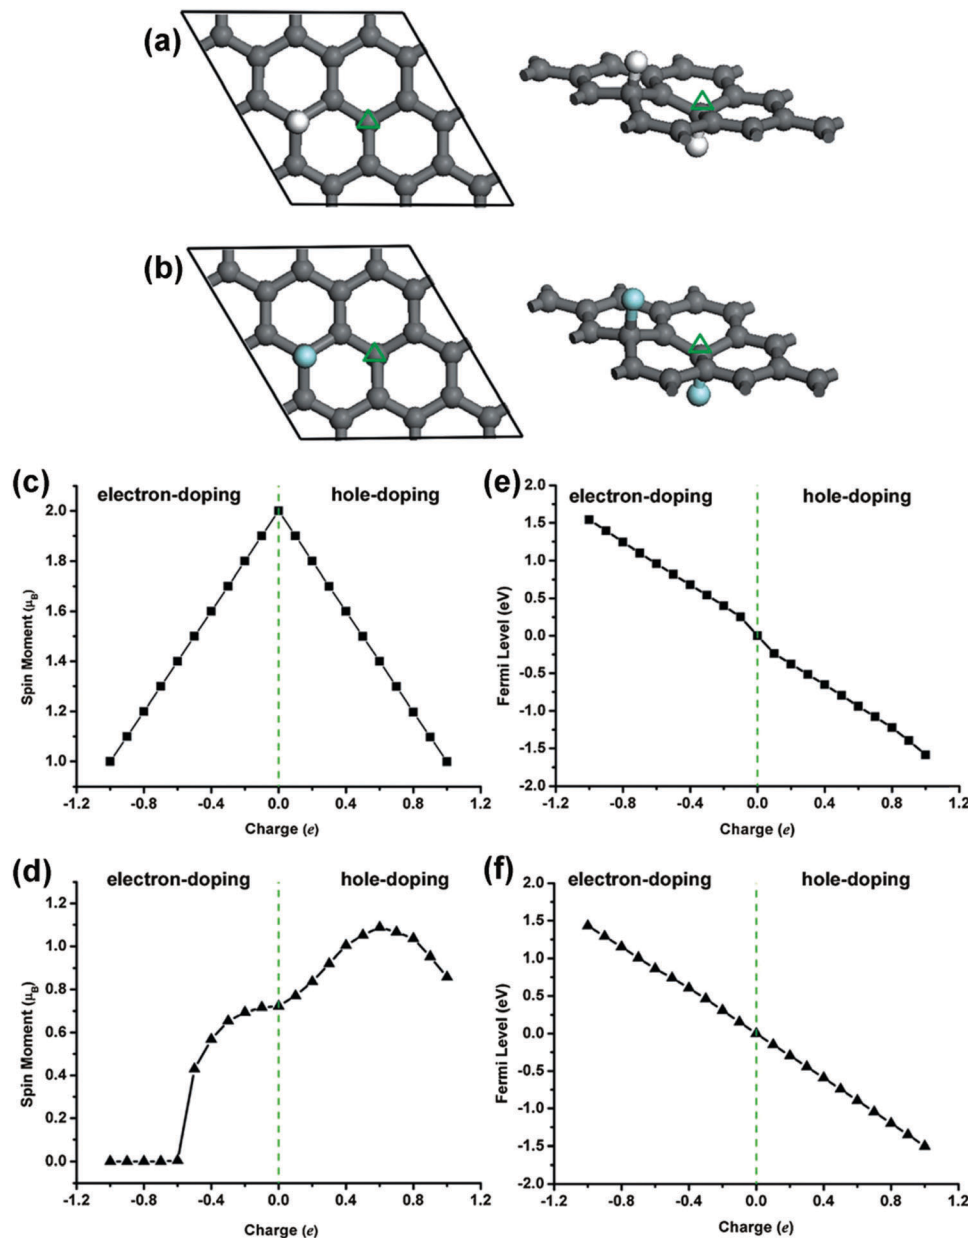 (a)
(b)
(c)
electron-doping hole-doping
2.0
1.8
1.6
1.4
1.2
1.0
Spin Moment (μB)
-1.2 -0.8 -0.4 0.0 0.4 0.8 1.2
Charge (e)
(e)
electron-doping hole-doping
2.0
1.5
1.0
0.5
0.0
-0.5
-1.0
-1.5
-2.0
Fermi Level (eV)
-1.2 -0.8 -0.4 0.0 0.4 0.8 1.2
Charge (e)
(d)
electron-doping hole-doping
1.2
1.0
0.8
0.6
0.4
0.2
0.0
Spin Moment (μB)
-1.2 -0.8 -0.4 0.0 0.4 0.8 1.2
Charge (e)
(f)
electron-doping hole-doping
2.0
1.5
1.0
0.5
0.0
-0.5
-1.0
-1.5
-2.0
Fermi Level (eV)
-1.2 -0.8 -0.4 0.0 0.4 0.8 1.2
Charge (e)